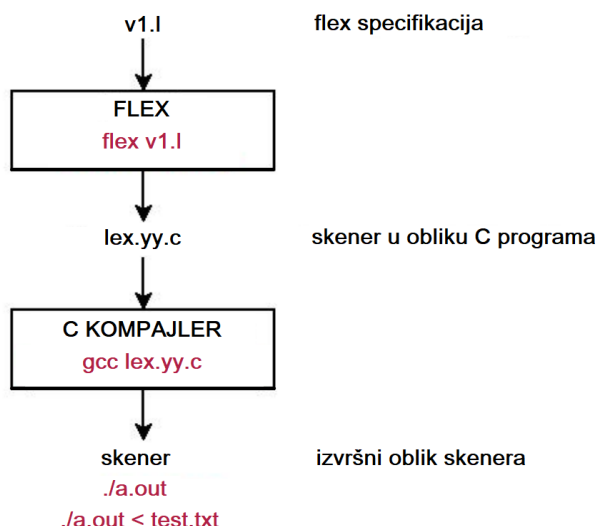 v1.l flex specifikacija
FLEX
flex v1.l
lex.yy.c skener u obliku C programa
C KOMPAJLER
gcc lex.yy.c
skener izvršni oblik skenera
./a.out
./a.out < test.txt